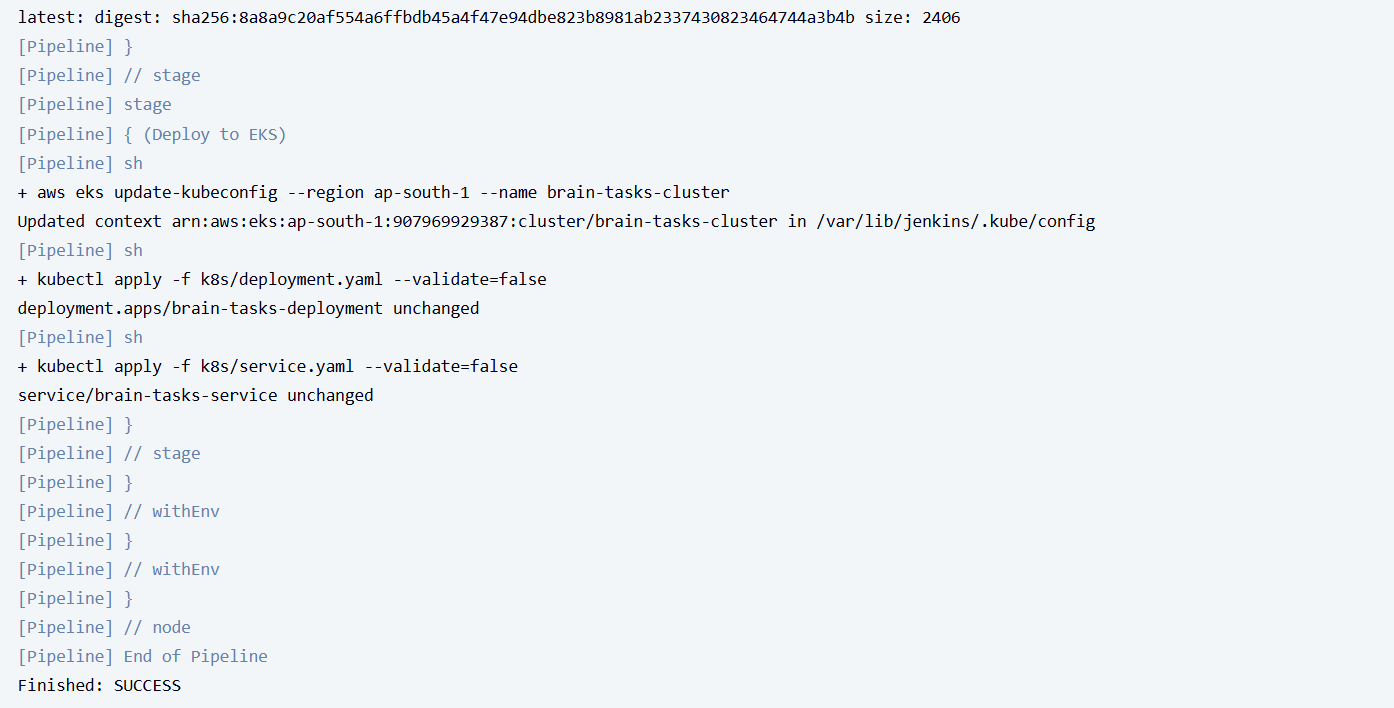 latest: digest: sha256:8a8a9c20af554a6ffbdb45a4f47e94dbe823b8981ab2337430823464744a3b4b size: 2406
[Pipeline] }
[Pipeline] // stage
[Pipeline] stage
[Pipeline] { (Deploy to EKS)
[Pipeline] sh
+ aws eks update-kubeconfig --region ap-south-1 --name brain-tasks-cluster
Updated context arn:aws:eks:ap-south-1:907969929387:cluster/brain-tasks-cluster in /var/lib/jenkins/.kube/config
[Pipeline] sh
+ kubectl apply -f k8s/deployment.yaml --validate=false
deployment.apps/brain-tasks-deployment unchanged
[Pipeline] sh
+ kubectl apply -f k8s/service.yaml --validate=false
service/brain-tasks-service unchanged
[Pipeline] }
[Pipeline] // stage
[Pipeline] }
[Pipeline] // withEnv
[Pipeline] }
[Pipeline] // withEnv
[Pipeline] }
[Pipeline] // node
[Pipeline] End of Pipeline
Finished: SUCCESS